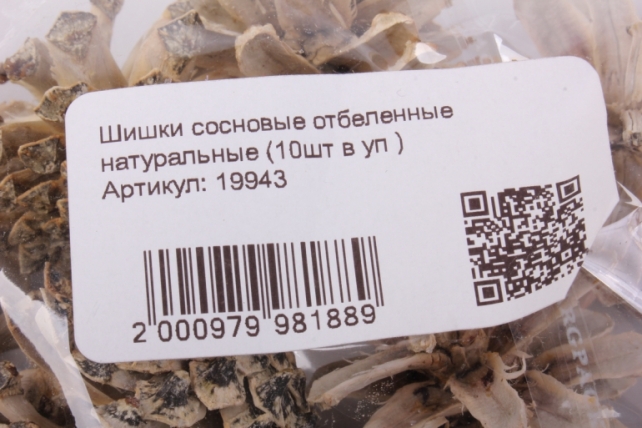 Шишки сосновые отбеленные
натуральные (10шт в уп )
Артикул: 19943
2 000979 981889